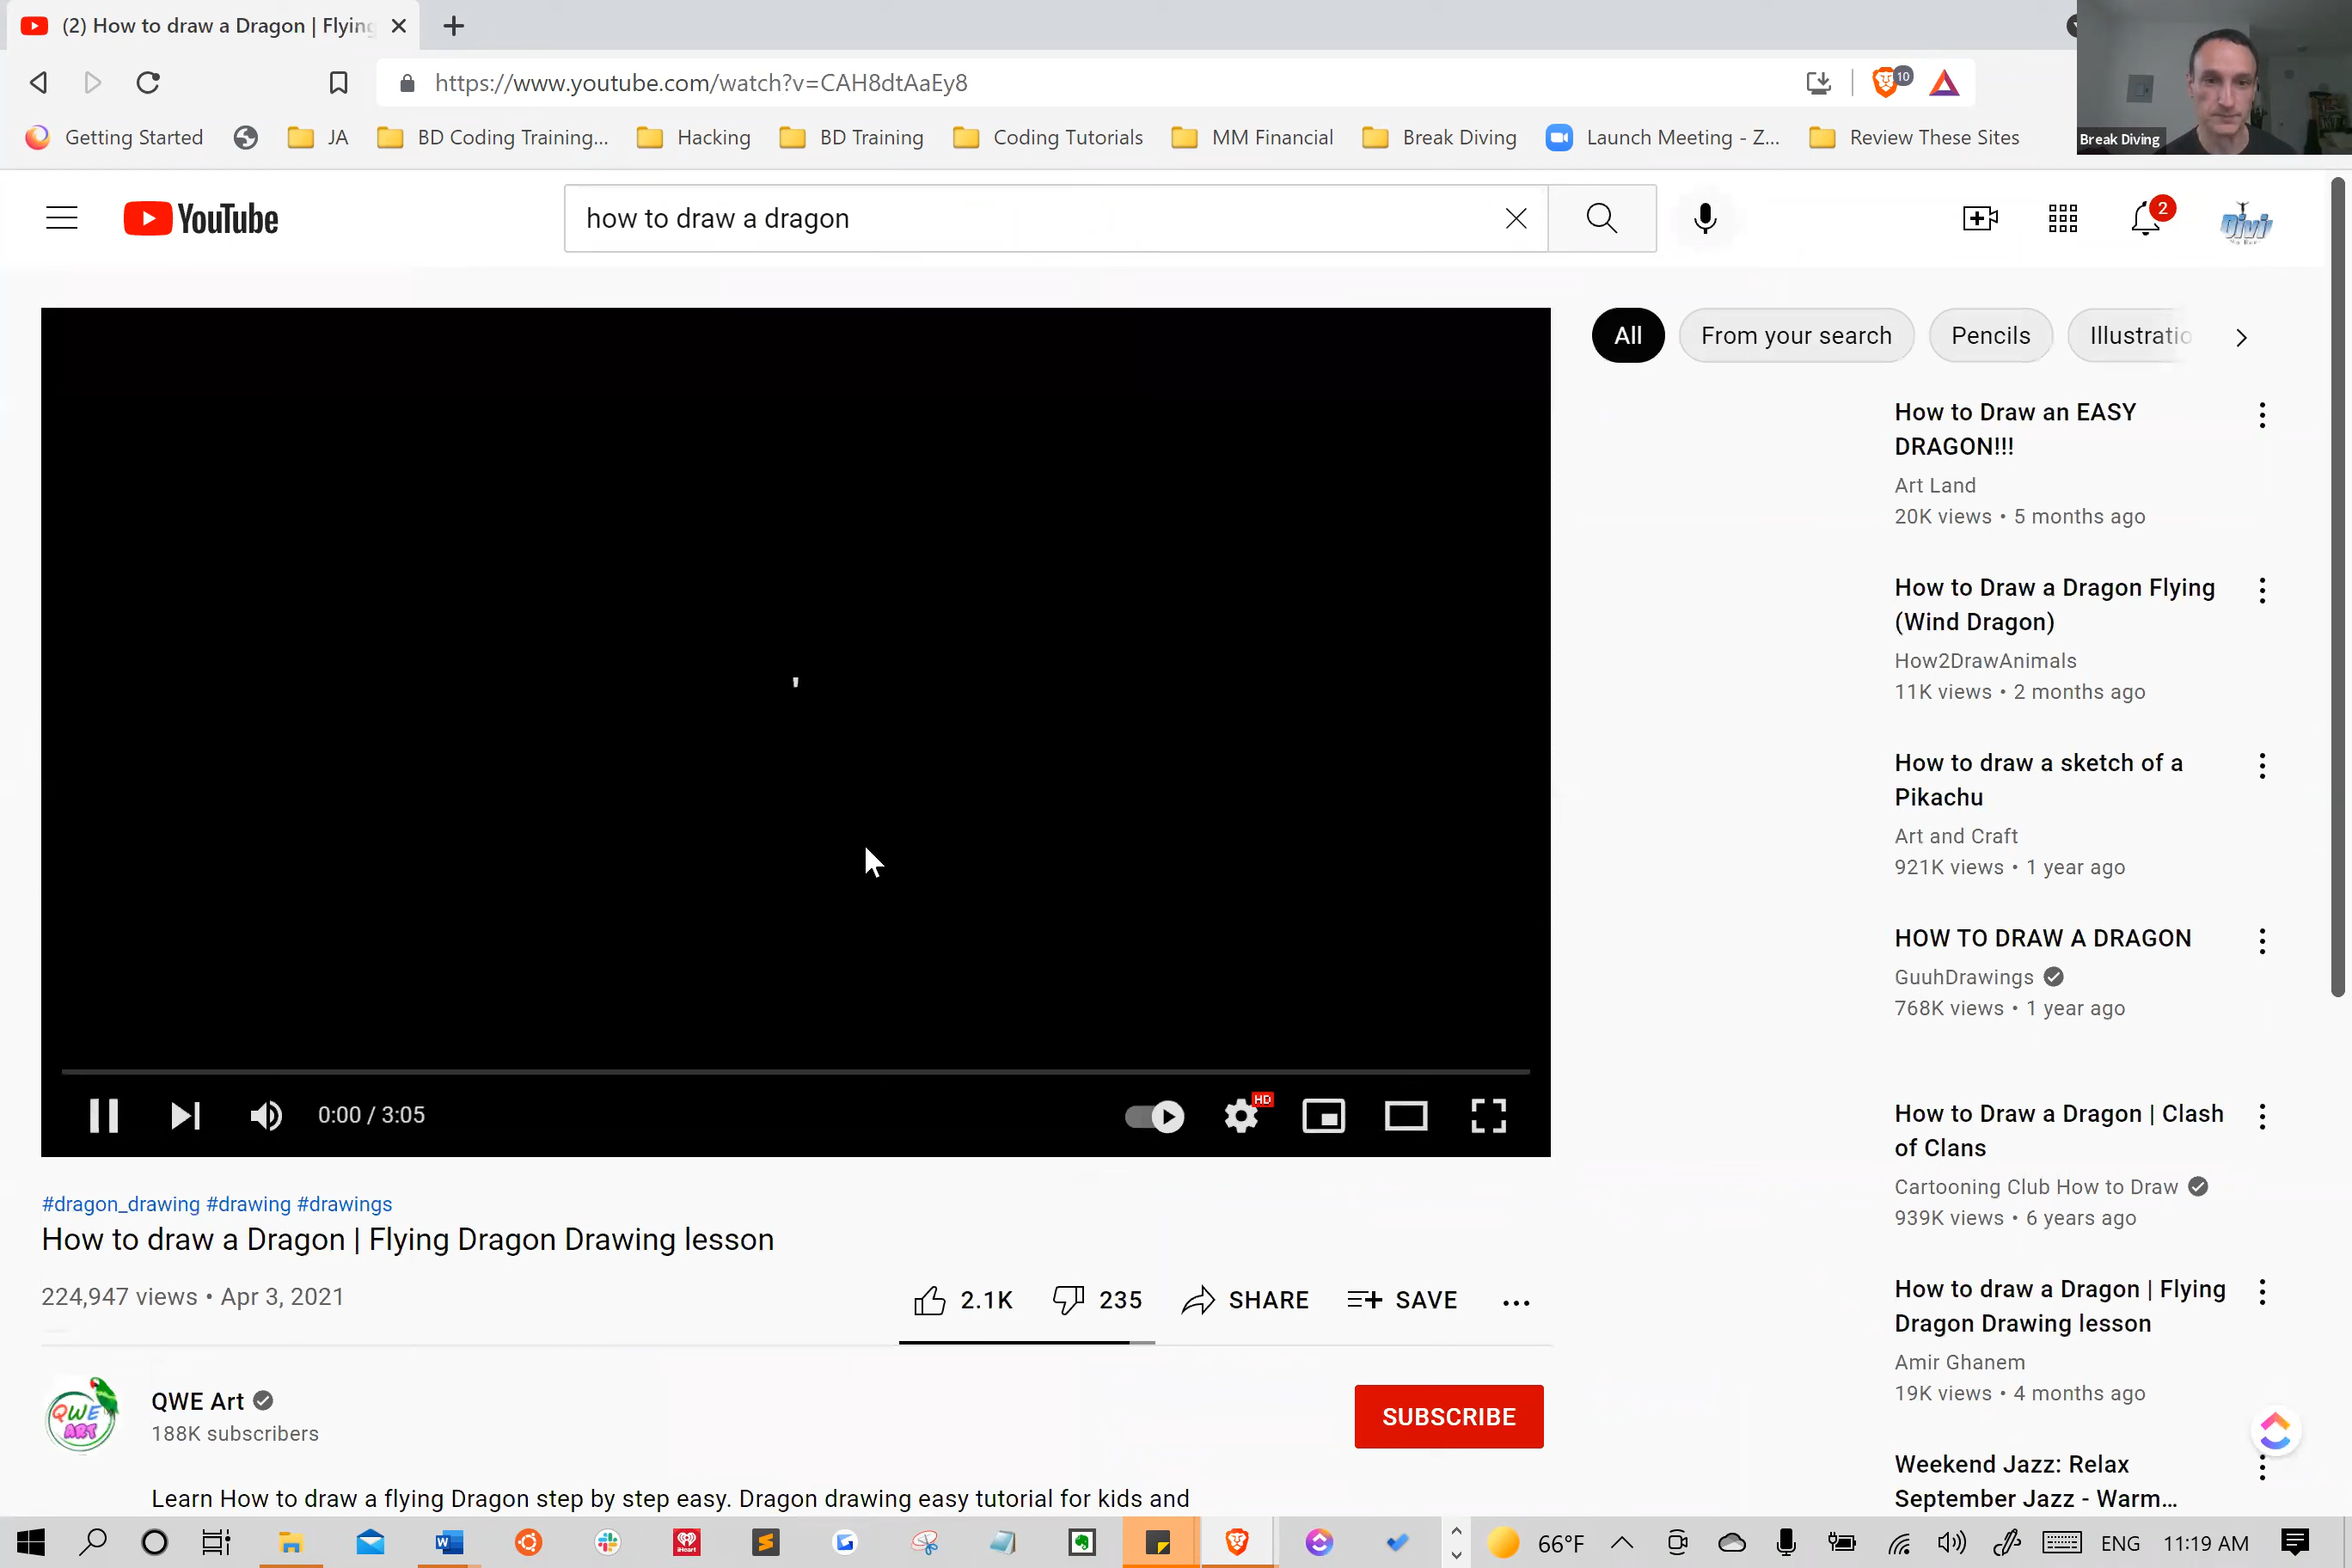 (2) How to draw a Dragon | Flying
https://www.youtube.com/watch?v=CAH8dtAaEy8
10
Getting Started
JA
BD Coding Training...
Hacking
BD Training
Coding Tutorials
MM Financial
Break Diving
Launch Meeting - Z...
Review These Sites
Break Diving
YouTube
how to draw a dragon
2
Divi
All
From your search
Pencils
Illustratio
How to Draw an EASY
DRAGON!!!
Art Land
20K views • 5 months ago
How to Draw a Dragon Flying
(Wind Dragon)
How2DrawAnimals
11K views • 2 months ago
How to draw a sketch of a
Pikachu
Art and Craft
921K views • 1 year ago
HOW TO DRAW A DRAGON
GuuhDrawings
768K views • 1 year ago
How to Draw a Dragon | Clash
of Clans
Cartooning Club How to Draw
939K views • 6 years ago
How to draw a Dragon | Flying
Dragon Drawing lesson
Amir Ghanem
19K views • 4 months ago
Weekend Jazz: Relax
September Jazz - Warm...
0:00 / 3:05
HD
#dragon_drawing #drawing #drawings
How to draw a Dragon | Flying Dragon Drawing lesson
224,947 views • Apr 3, 2021
2.1K
235
SHARE
SAVE
QWE
ART
QWE Art
188K subscribers
SUBSCRIBE
Learn How to draw a flying Dragon step by step easy. Dragon drawing easy tutorial for kids and
iHeart
66°F
ENG
11:19 AM